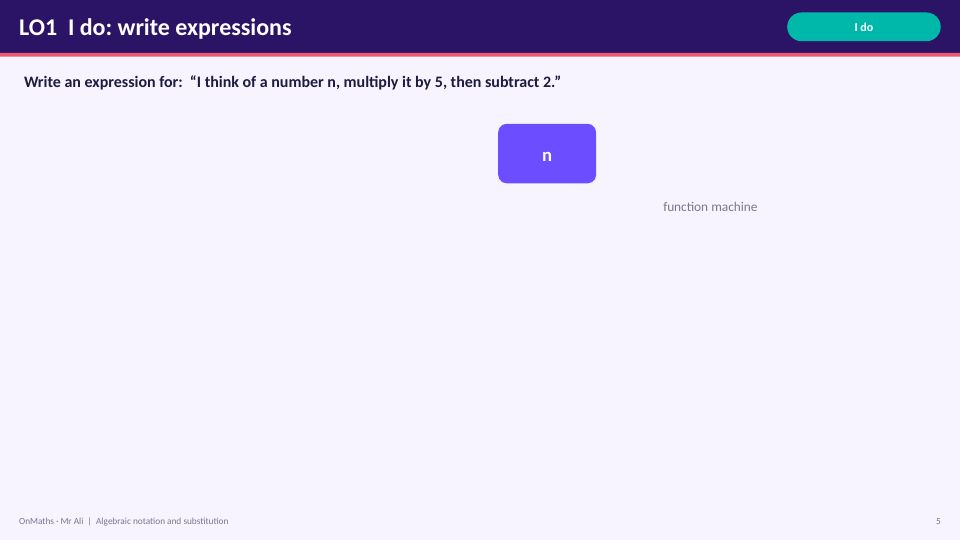 LO1 I do: write expressions
I do
Write an expression for: “I think of a number n, multiply it by 5, then subtract 2.”
n
function machine
OnMaths - Mr Ali | Algebraic notation and substitution
5